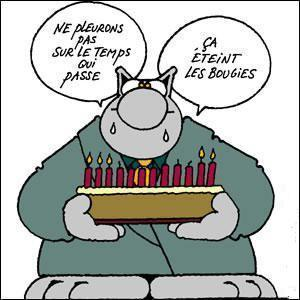 NE PLEURONS
PAS
SUR LE TEMPS
QUI
PASSE
ÇA
ÉTEINT
LES BOUGIES